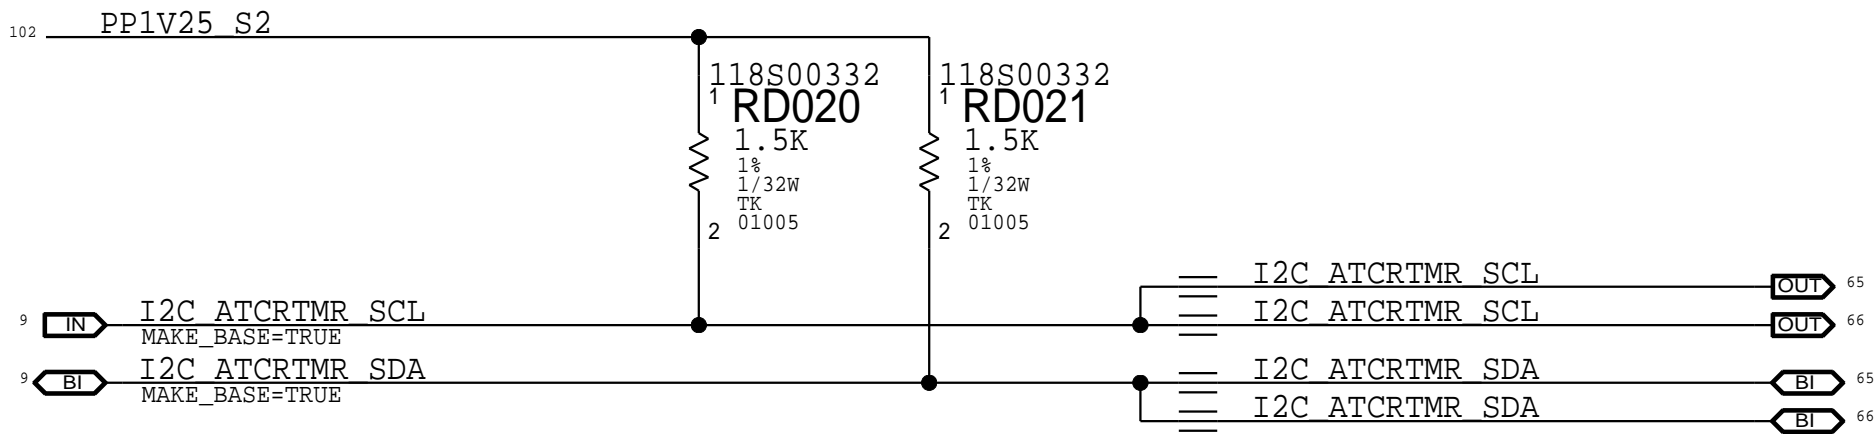 102 PP1V25_S2
118S00332 118S00332
1 RD020 1 RD021
1.5K 1.5K
1% 1%
1/32W 1/32W
TK TK
2 01005 2 01005
I2C_ATCRTMR_SCL OUT 65
9 IN I2C_ATCRTMR_SCL I2C_ATCRTMR_SCL OUT 66
MAKE_BASE=TRUE
9 BI I2C_ATCRTMR_SDA I2C_ATCRTMR_SDA BI 65
MAKE_BASE=TRUE
I2C_ATCRTMR_SDA BI 66